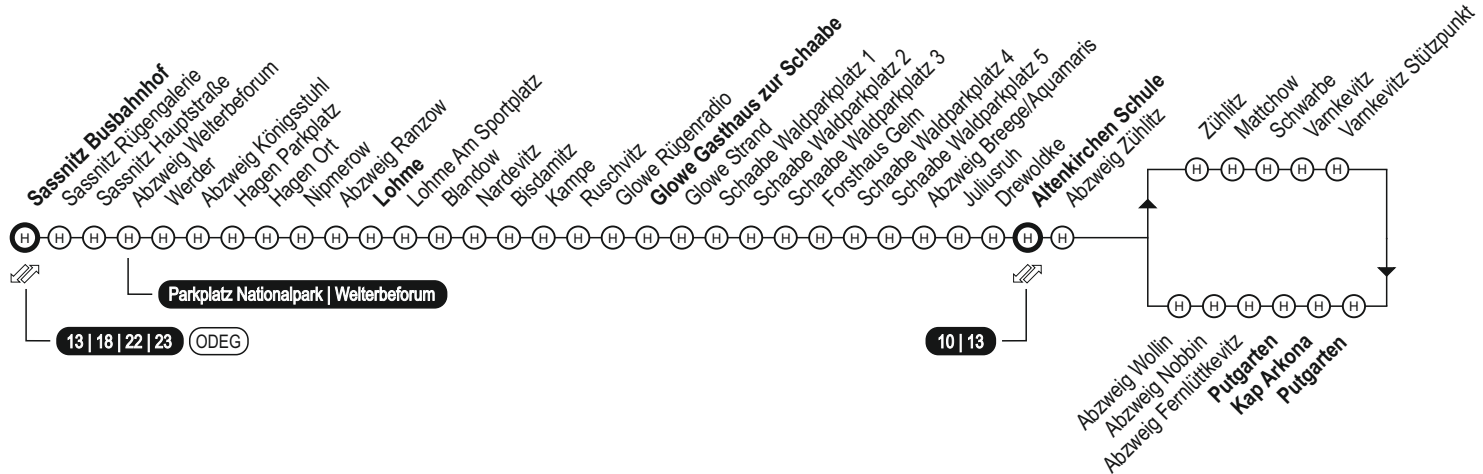 Sassnitz Busbahnhof
Sassnitz Rügengalerie
Sassnitz Hauptstraße
Abzweig Welterbeforum
Werder
Abzweig Königsstuhl
Hagen Parkplatz
Hagen Ort
Nipmerow
Abzweig Ranzow
Lohme
Lohme Am Sportplatz
Blandow
Nardevitz
Bisdamitz
Kampe
Ruschvitz
Glowe Rügenradio
Glowe Gasthaus zur Schaabe
Glowe Strand
Schaabe Waldparkplatz 1
Schaabe Waldparkplatz 2
Schaabe Waldparkplatz 3
Forsthaus Gelm
Schaabe Waldparkplatz 4
Schaabe Waldparkplatz 5
Abzweig Breege/Aquamaris
Juliusruh
Drewoldke
Altenkirchen Schule
Abzweig Zühlitz
Zühlitz
Mattchow
Schwarbe
Varnkevitz
Varnkevitz Stützpunkt
H H H H H
H H H H H H H H H H H H H H H H H H H H H H H H H H H H H H H
Parkplatz Nationalpark | Welterbeforum
H H H H H H
13 | 18 | 22 | 23 ODEG
10 | 13
Abzweig Wollin
Abzweig Nobbin
Abzweig Fernlüttkevitz
Putgarten
Kap Arkona
Putgarten